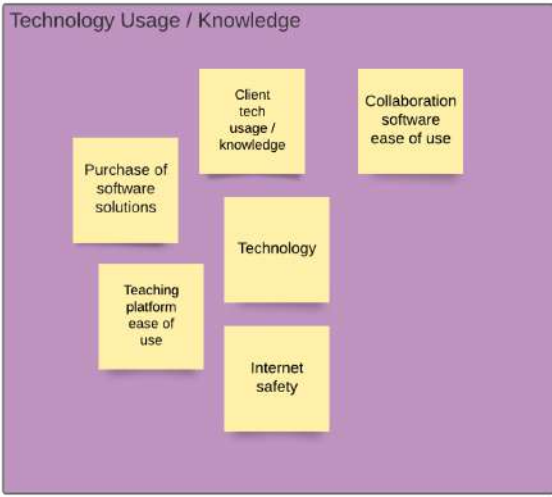 Technology Usage / Knowledge
Client
tech
usage /
knowledge
Collaboration
software
ease of use
Purchase of
software
solutions
Technology
Teaching
platform
ease of
use
Internet
safety